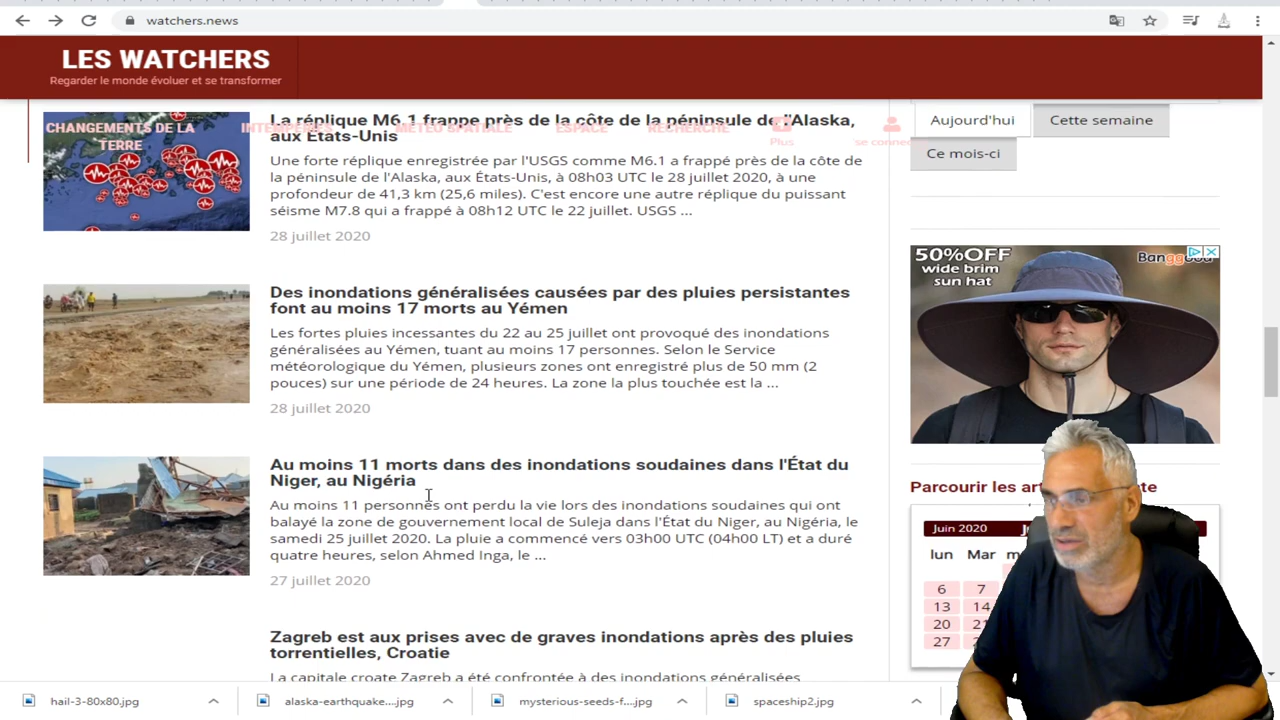 watchers.news
LES WATCHERS
Regarder le monde évoluer et se transformer
CHANGEMENTS DE LA
TERRE
INTEMPÉRIES
MÉTÉO SPATIALE
ESPACE
RECHERCHE
Plus
se connec
La réplique M6.1 frappe près de la côte de la péninsule de l'Alaska,
aux États-Unis
Une forte réplique enregistrée par l'USGS comme M6.1 a frappé près de la côte de
la péninsule de l'Alaska, aux États-Unis, à 08h03 UTC le 28 juillet 2020, à une
profondeur de 41,3 km (25,6 miles). C'est encore une autre réplique du puissant
séisme M7.8 qui a frappé à 08h12 UTC le 22 juillet. USGS ...
28 juillet 2020
Des inondations généralisées causées par des pluies persistantes
font au moins 17 morts au Yémen
Les fortes pluies incessantes du 22 au 25 juillet ont provoqué des inondations
généralisées au Yémen, tuant au moins 17 personnes. Selon le Service
météorologique du Yémen, plusieurs zones ont enregistré plus de 50 mm (2
pouces) sur une période de 24 heures. La zone la plus touchée est la ...
28 juillet 2020
Au moins 11 morts dans des inondations soudaines dans l'État du
Niger, au Nigéria
Au moins 11 personnes ont perdu la vie lors des inondations soudaines qui ont
balayé la zone de gouvernement local de Suleja dans l'État du Niger, au Nigéria, le
samedi 25 juillet 2020. La pluie a commencé vers 03h00 UTC (04h00 LT) et a duré
quatre heures, selon Ahmed Inga, le ...
27 juillet 2020
Zagreb est aux prises avec de graves inondations après des pluies
torrentielles, Croatie
La capitale croate Zagreb a été confrontée à des inondations généralisées
Aujourd'hui
Cette semaine
Ce mois-ci
50%OFF
wide brim
sun hat
Banggood
Parcourir les
Juin 2020
lun Mar
6 7
13 14
20
27
hail-3-80x80.jpg
alaska-earthquake....jpg
mysterious-seeds-f....jpg
spaceship2.jpg